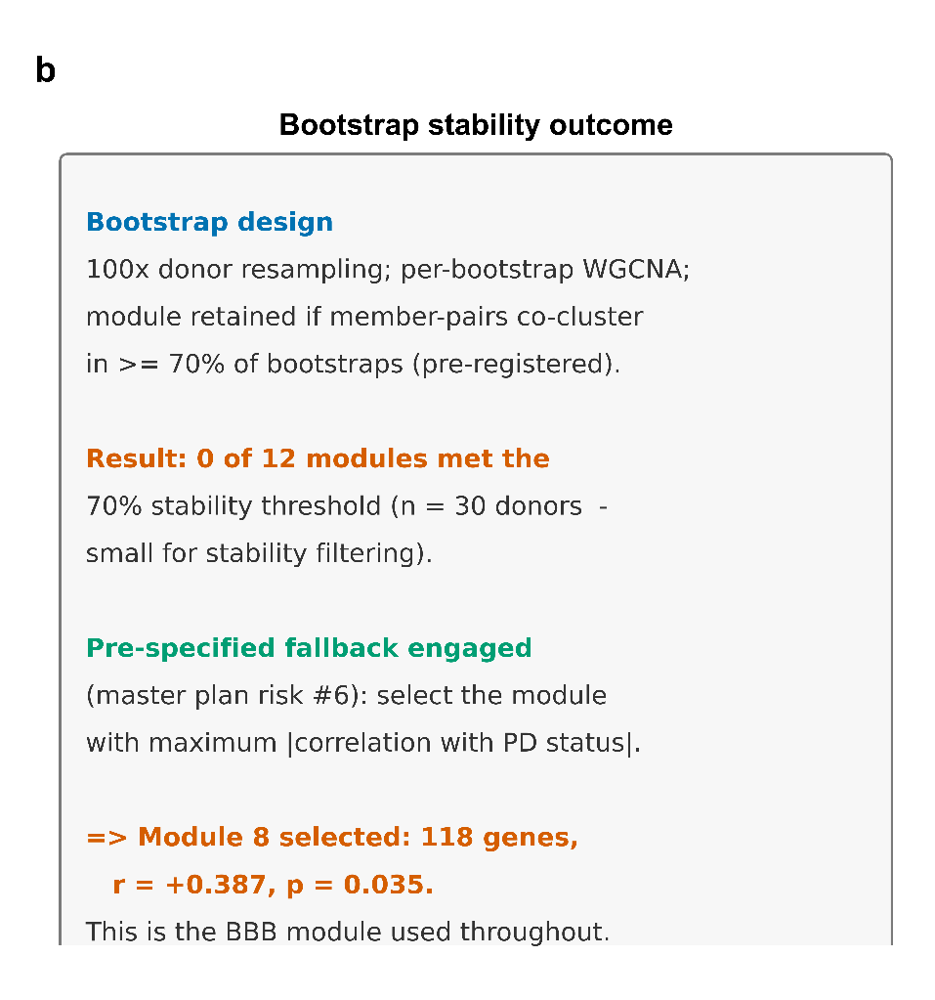 b
Bootstrap stability outcome
Bootstrap design
100x donor resampling; per-bootstrap WGCNA;
module retained if member-pairs co-cluster
in >= 70% of bootstraps (pre-registered).
Result: 0 of 12 modules met the
70% stability threshold (n = 30 donors  -
small for stability filtering).
Pre-specified fallback engaged
(master plan risk #6): select the module
with maximum |correlation with PD status|.
=> Module 8 selected: 118 genes,
r = +0.387, p = 0.035.
This is the BBB module used throughout.